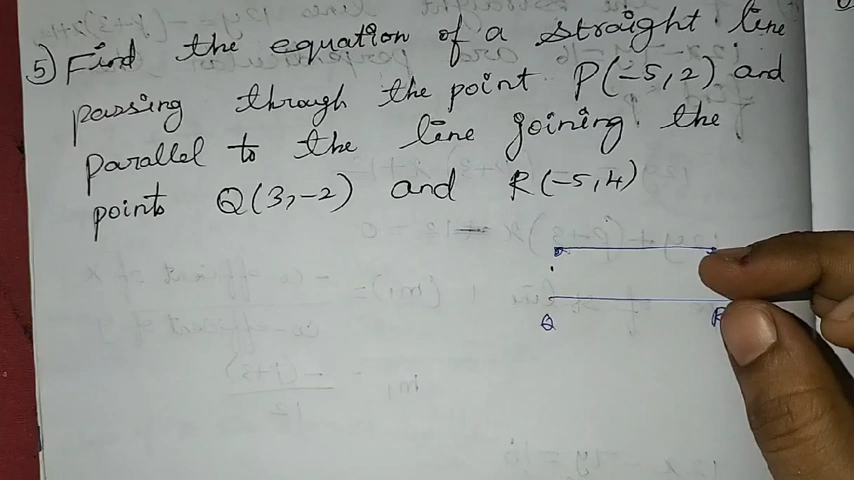 5) Find the equation of a straight line
passing through the point P(-5,2) and
parallel to the line joining the
points Q(3,-2) and R(-5,4)
Q R